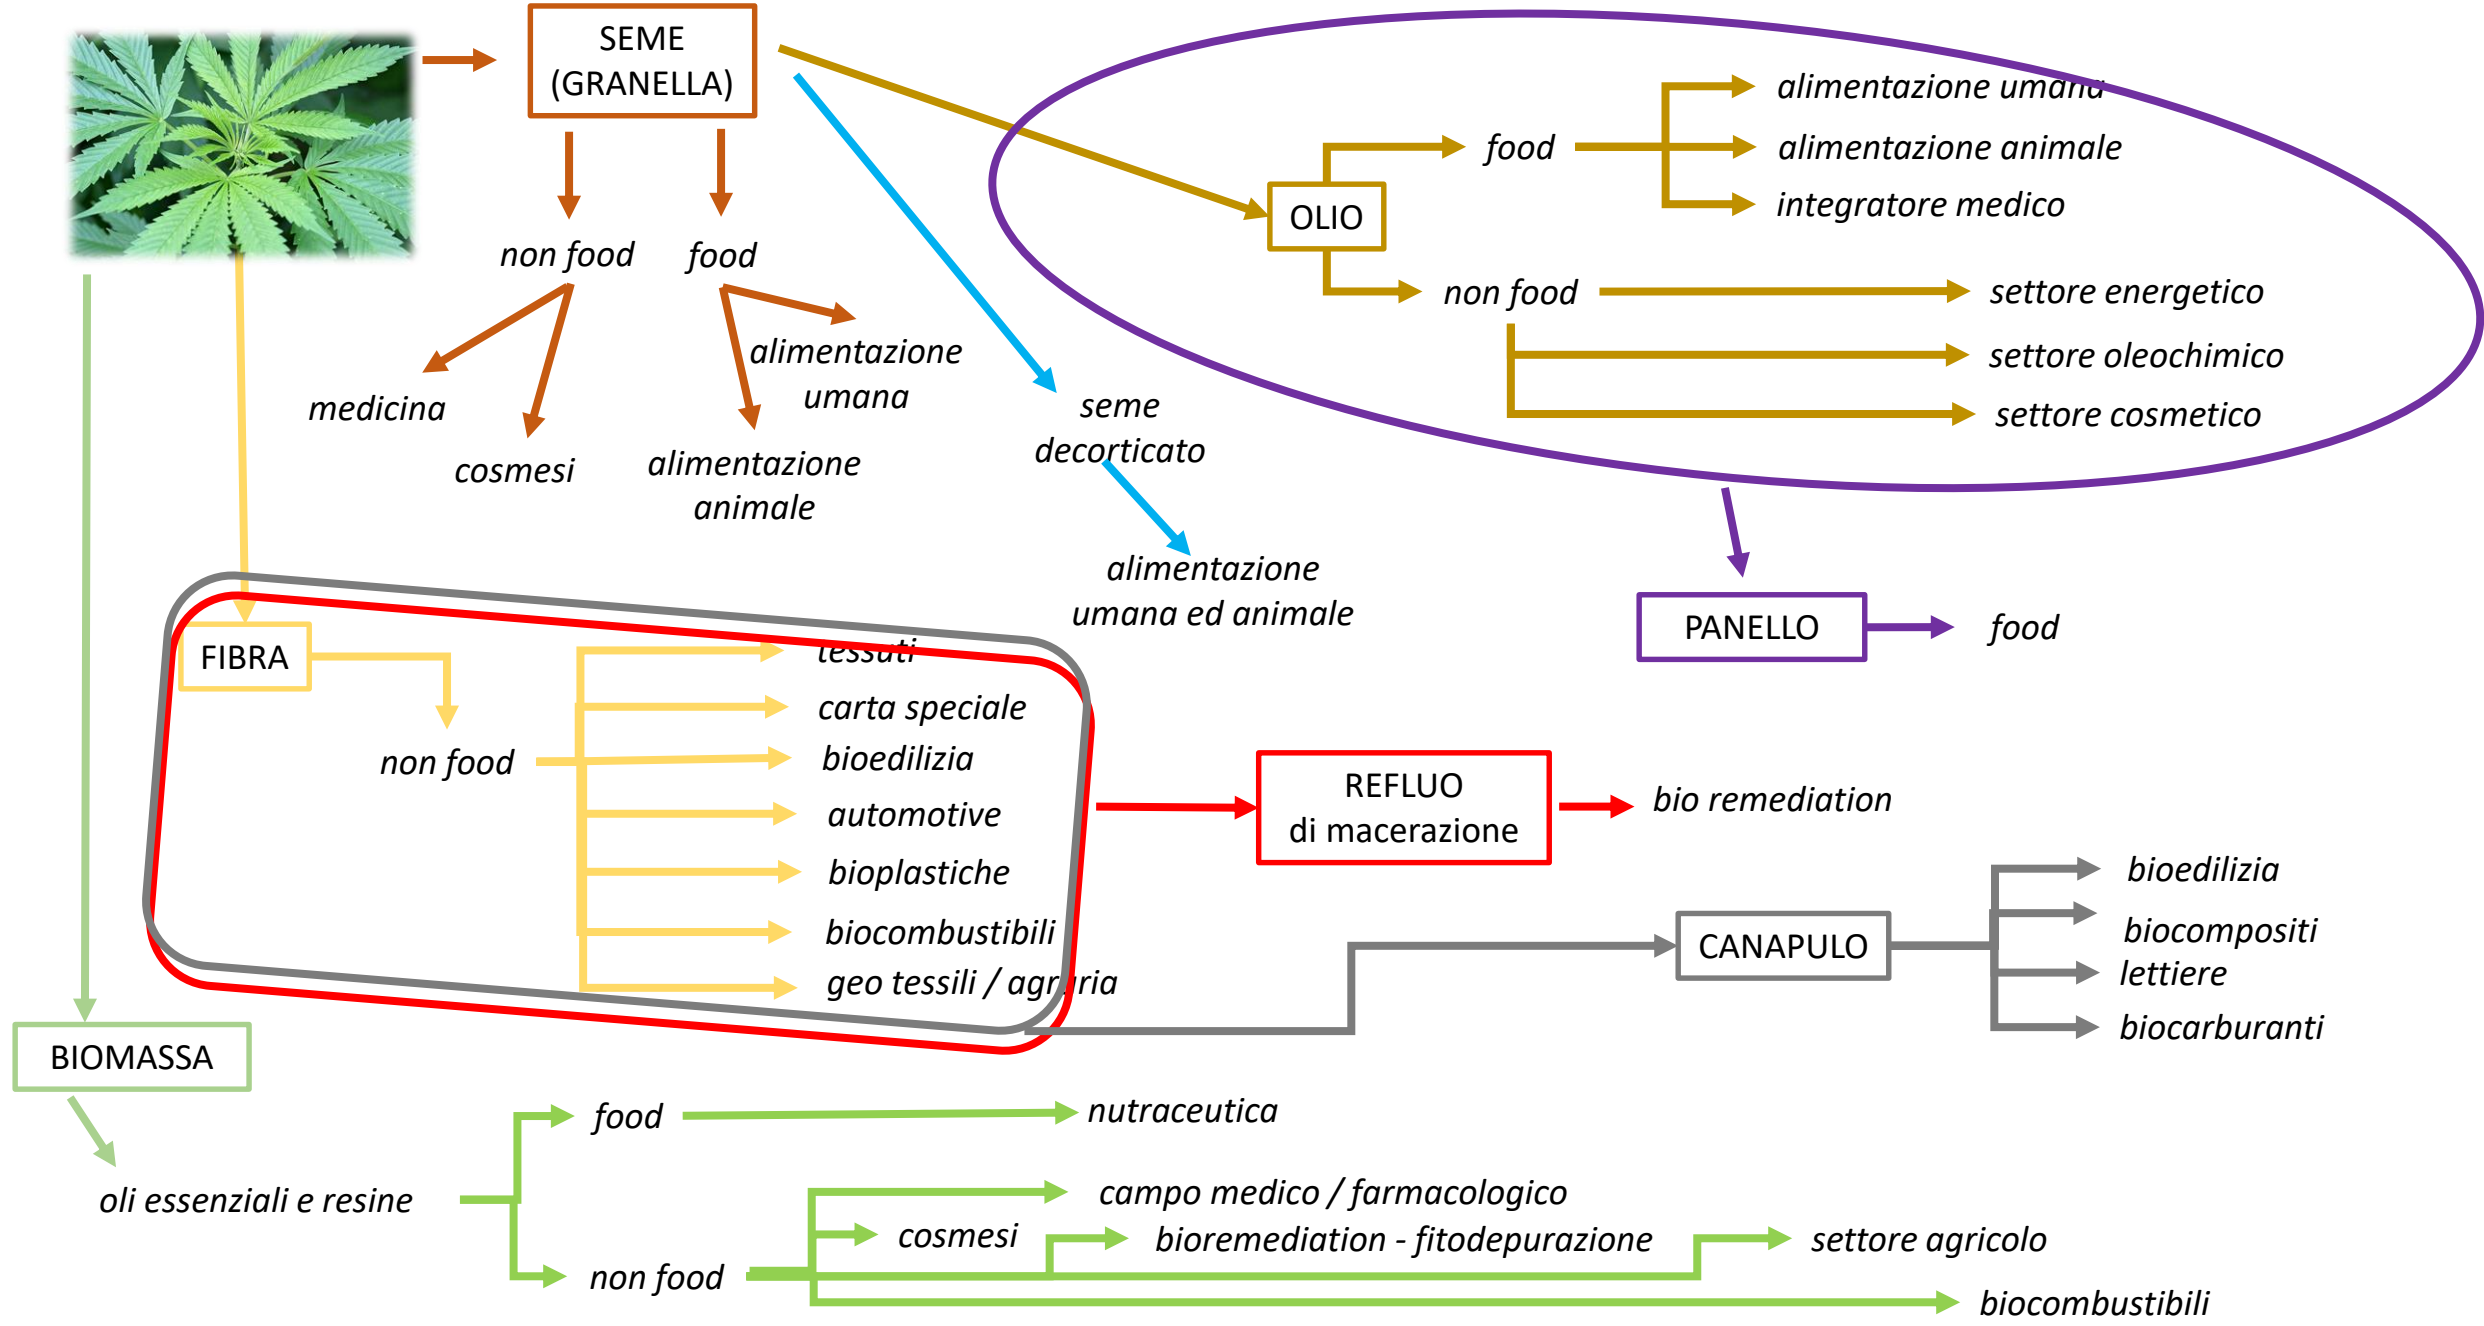 SEME
(GRANELLA)
non food
food
medicina
cosmesi
alimentazione
umana
alimentazione
animale
seme
decorticato
alimentazione
umana ed animale
OLIO
food
alimentazione umana
alimentazione animale
integratore medico
non food
settore energetico
settore oleochimico
settore cosmetico
PANELLO
food
FIBRA
non food
tessuti
carta speciale
bioedilizia
automotive
bioplastiche
biocombustibili
geo tessili / agraria
REFLUO
di macerazione
bio remediation
CANAPULO
bioedilizia
biocompositi
lettiere
biocarburanti
BIOMASSA
oli essenziali e resine
food
nutraceutica
non food
campo medico / farmacologico
cosmesi
bioremediation - fitodepurazione
settore agricolo
biocombustibili